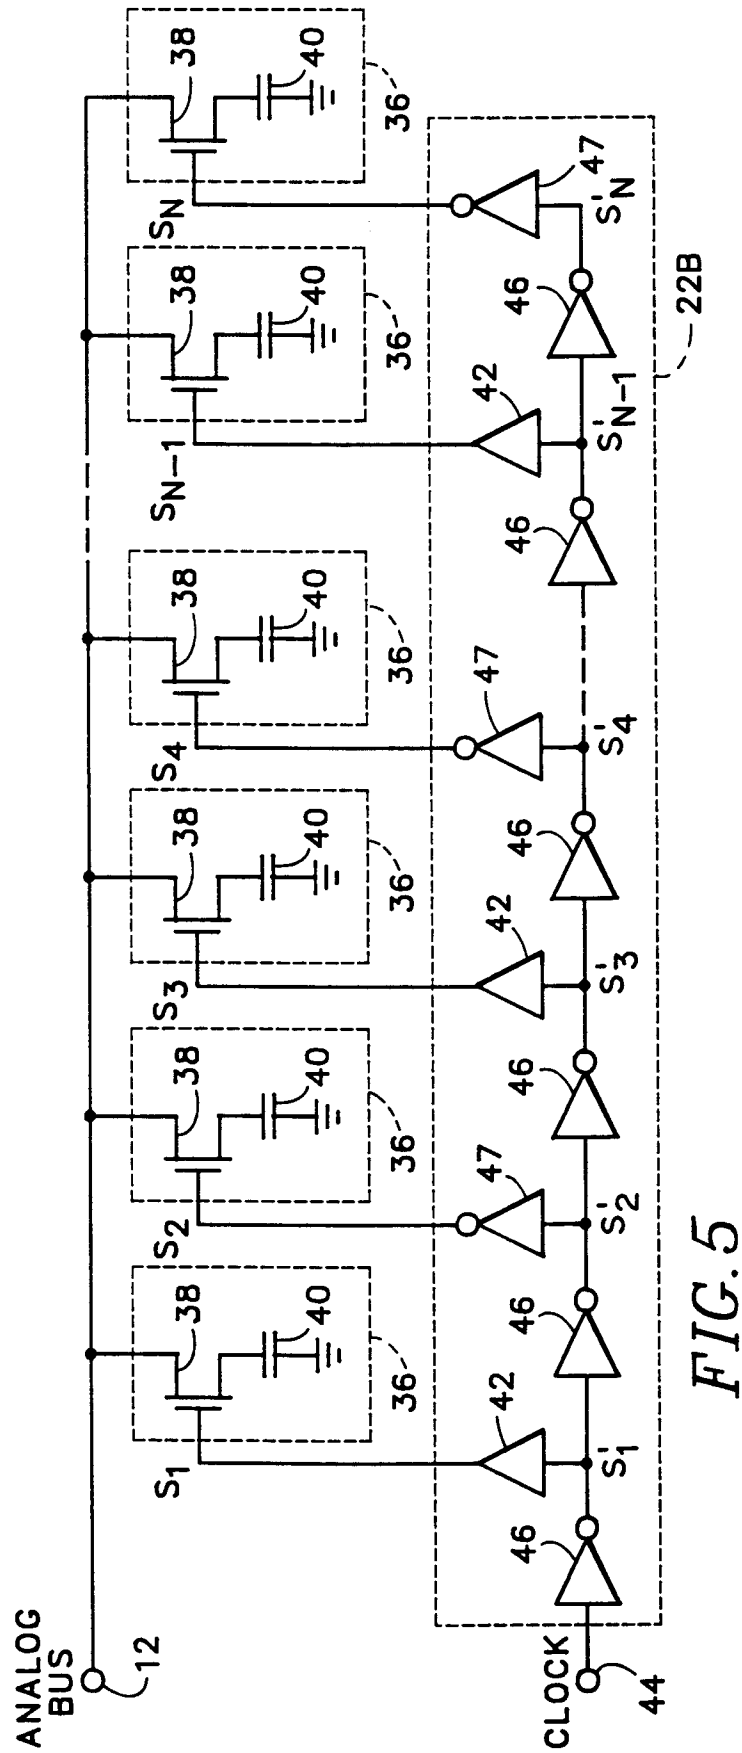 ANALOG
BUS
12
38 38 38 38 38 38
40 40 40 40 40 40
36 36 36 36 36 36
S1 S2 S3 S4 SN-1 SN
42 47 42 47 42 47
46 46 46 46 46 46
S'1 S'2 S'3 S'4 S'N-1 S'N
CLOCK
44
22B
FIG. 5